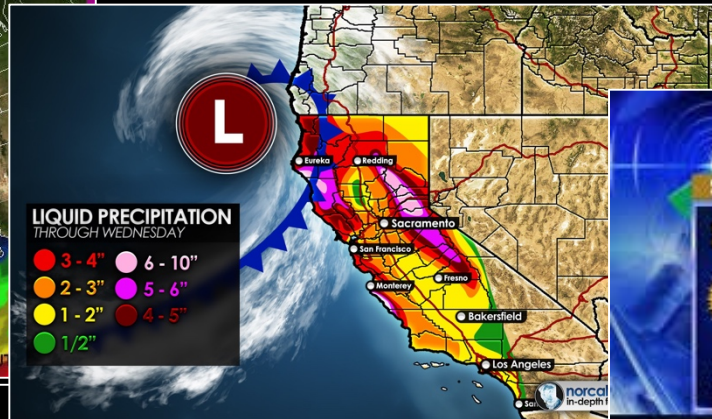 L
Eureka
Redding
LIQUID PRECIPITATION
THROUGH WEDNESDAY
3 - 4" 6 - 10"
2 - 3" 5 - 6"
1 - 2" 4 - 5"
1/2"
Sacramento
San Francisco
Fresno
Monterey
Bakersfield
Los Angeles
norcal
in-depth f